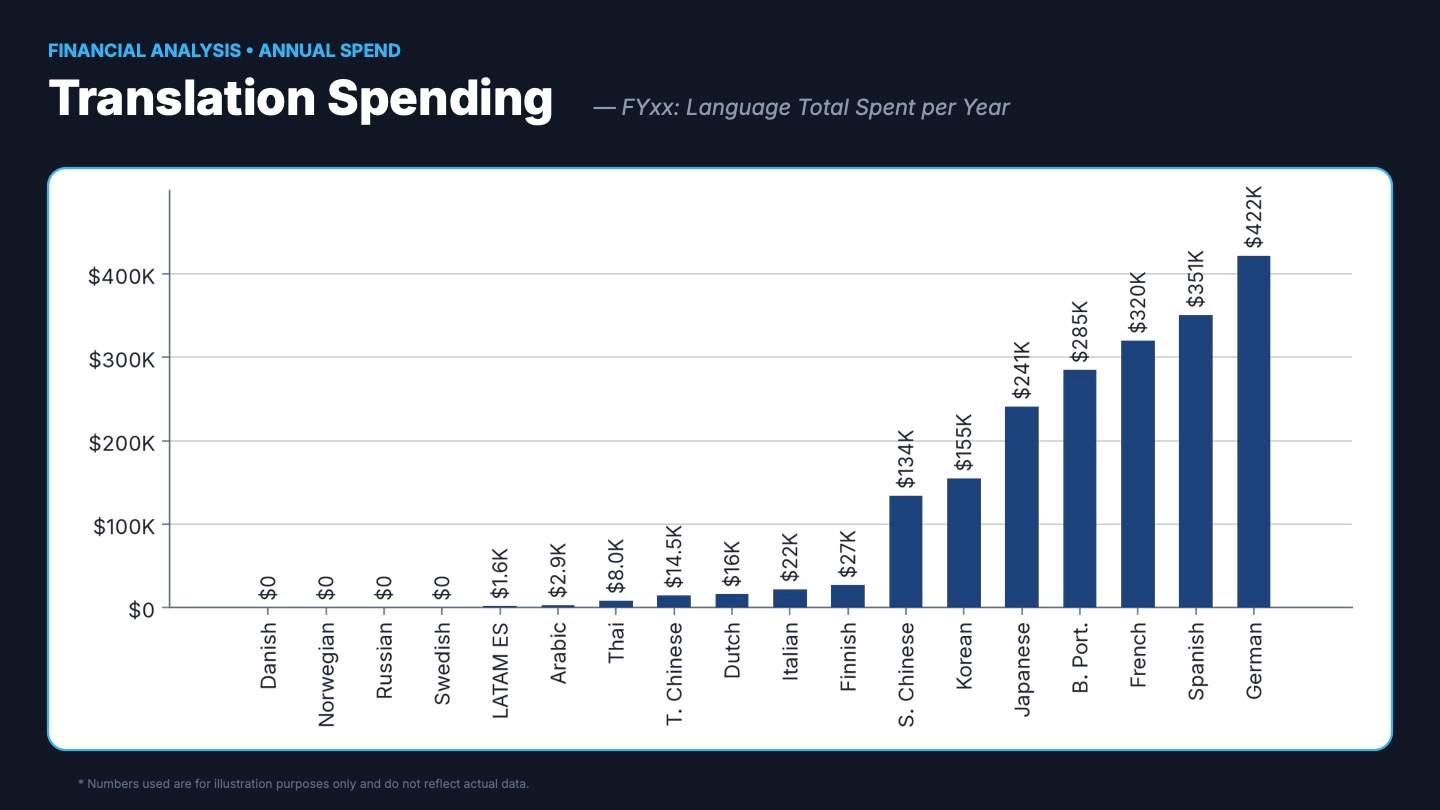 FINANCIAL ANALYSIS • ANNUAL SPEND
Translation Spending
— FYxx: Language Total Spent per Year
$400K
$300K
$200K
$100K
$0
$0
$0
$0
$0
$1.6K
$2.9K
$8.0K
$14.5K
$16K
$22K
$27K
$134K
$155K
$241K
$285K
$320K
$351K
$422K
Danish
Norwegian
Russian
Swedish
LATAM ES
Arabic
Thai
T. Chinese
Dutch
Italian
Finnish
S. Chinese
Korean
Japanese
B. Port.
French
Spanish
German
* Numbers used are for illustration purposes only and do not reflect actual data.